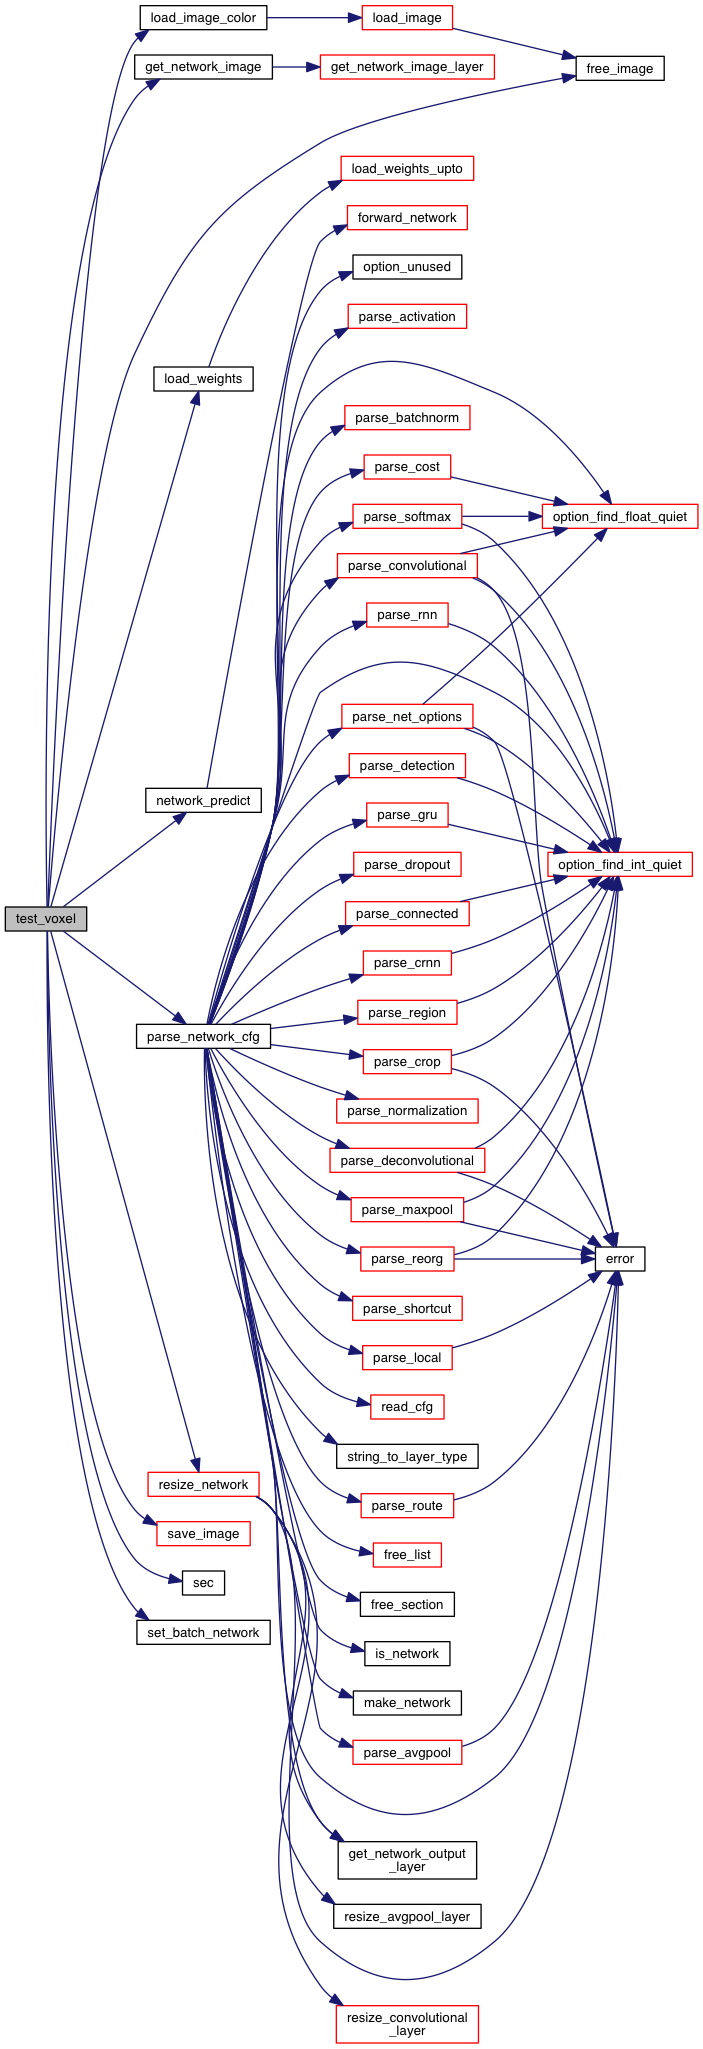 load_image_color
load_image
get_network_image
get_network_image_layer
free_image
load_weights_upto
forward_network
option_unused
parse_activation
load_weights
parse_batchnorm
parse_cost
parse_softmax
option_find_float_quiet
parse_convolutional
parse_rnn
parse_net_options
parse_detection
network_predict
parse_gru
parse_dropout
option_find_int_quiet
parse_connected
test_voxel
parse_crnn
parse_region
parse_network_cfg
parse_crop
parse_normalization
parse_deconvolutional
parse_maxpool
parse_reorg
error
parse_shortcut
parse_local
read_cfg
string_to_layer_type
resize_network
parse_route
save_image
free_list
sec
free_section
set_batch_network
is_network
make_network
parse_avgpool
get_network_output
_layer
resize_avgpool_layer
resize_convolutional
_layer